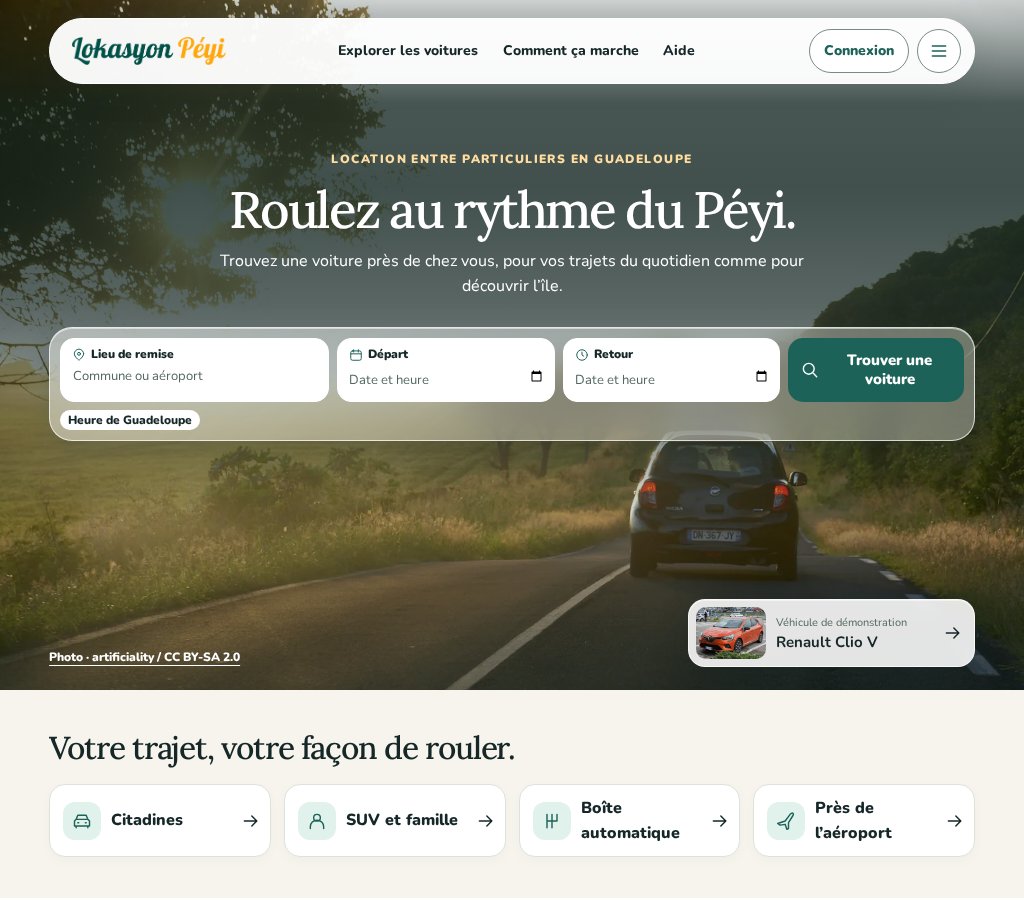 Lokasyon Péyi
Explorer les voitures
Comment ça marche
Aide
Connexion
LOCATION ENTRE PARTICULIERS EN GUADELOUPE
Roulez au rythme du Péyi.
Trouvez une voiture près de chez vous, pour vos trajets du quotidien comme pour
découvrir l’île.
Lieu de remise
Commune ou aéroport
Départ
Date et heure
Retour
Date et heure
Trouver une
voiture
Heure de Guadeloupe
DN-367-JY
Véhicule de démonstration
Renault Clio V
Photo · artificiality / CC BY-SA 2.0
Votre trajet, votre façon de rouler.
Citadines
SUV et famille
Boîte
automatique
Près de
l’aéroport